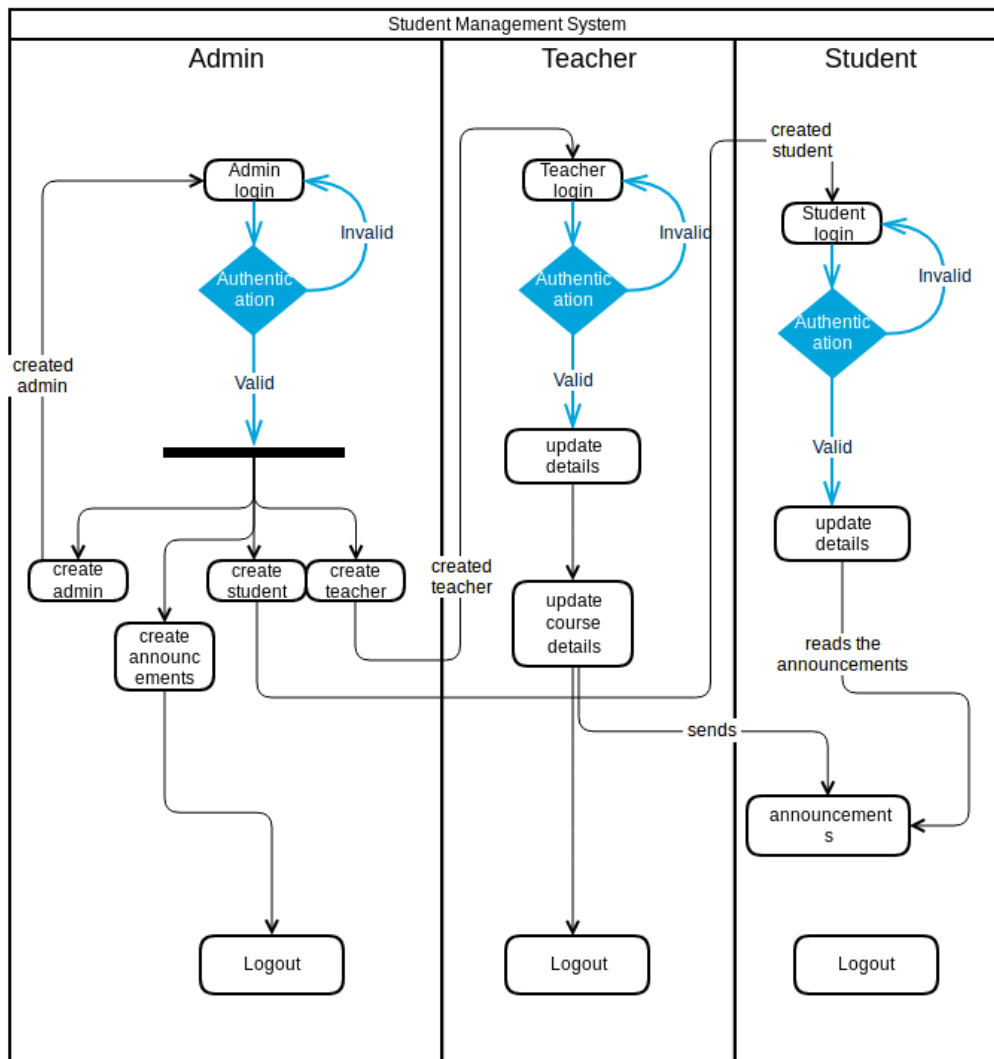 Student Management System
Admin
Teacher
Student
created
student
Admin
login
Teacher
login
Student
login
Invalid
Invalid
Invalid
Authentic
ation
Authentic
ation
Authentic
ation
created
admin
Valid
Valid
Valid
update
details
update
details
create
admin
create
student
create
teacher
created
teacher
update
course
details
create
announc
ements
reads the
announcements
sends
announcement
s
Logout
Logout
Logout